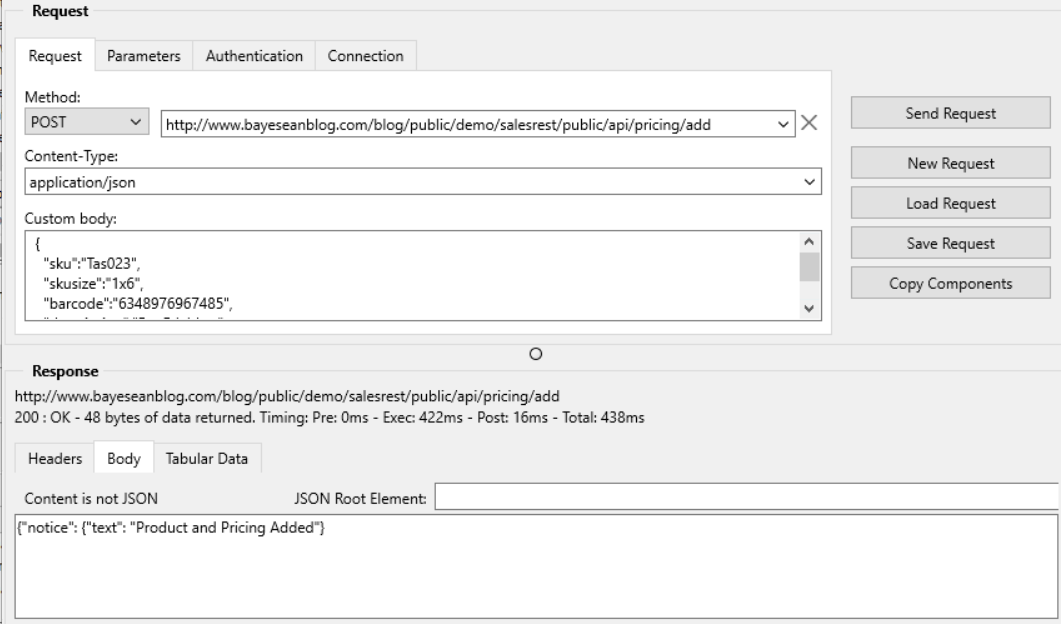 Request
Request Parameters Authentication Connection
Method:
POST http://www.bayeseanblog.com/blog/public/demo/salesrest/public/api/pricing/add
Send Request
Content-Type:
New Request
application/json
Load Request
Custom body:
Save Request
{
"sku":"Tas023",
"skusize":"1x6",
"barcode":"6348976967485",
Copy Components
Response
http://www.bayeseanblog.com/blog/public/demo/salesrest/public/api/pricing/add
200 : OK - 48 bytes of data returned. Timing: Pre: 0ms - Exec: 422ms - Post: 16ms - Total: 438ms
Headers Body Tabular Data
Content is not JSON JSON Root Element:
{"notice": {"text": "Product and Pricing Added"}